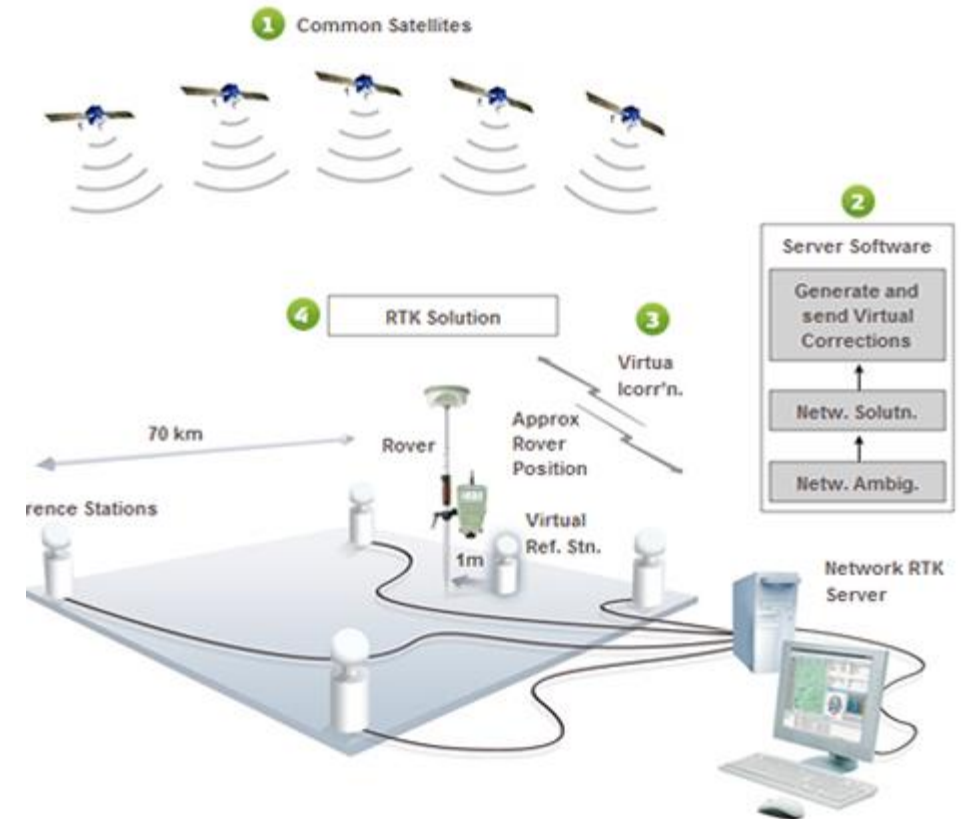 1 Common Satellites
2
Server Software
Generate and
send Virtual
Corrections
Netw. Solutn.
Netw. Ambig.
4 RTK Solution
3
Virtua
lcorr'n.
Approx
Rover
Position
70 km
Rover
rence Stations
Virtual
Ref. Stn.
1m
Network RTK
Server